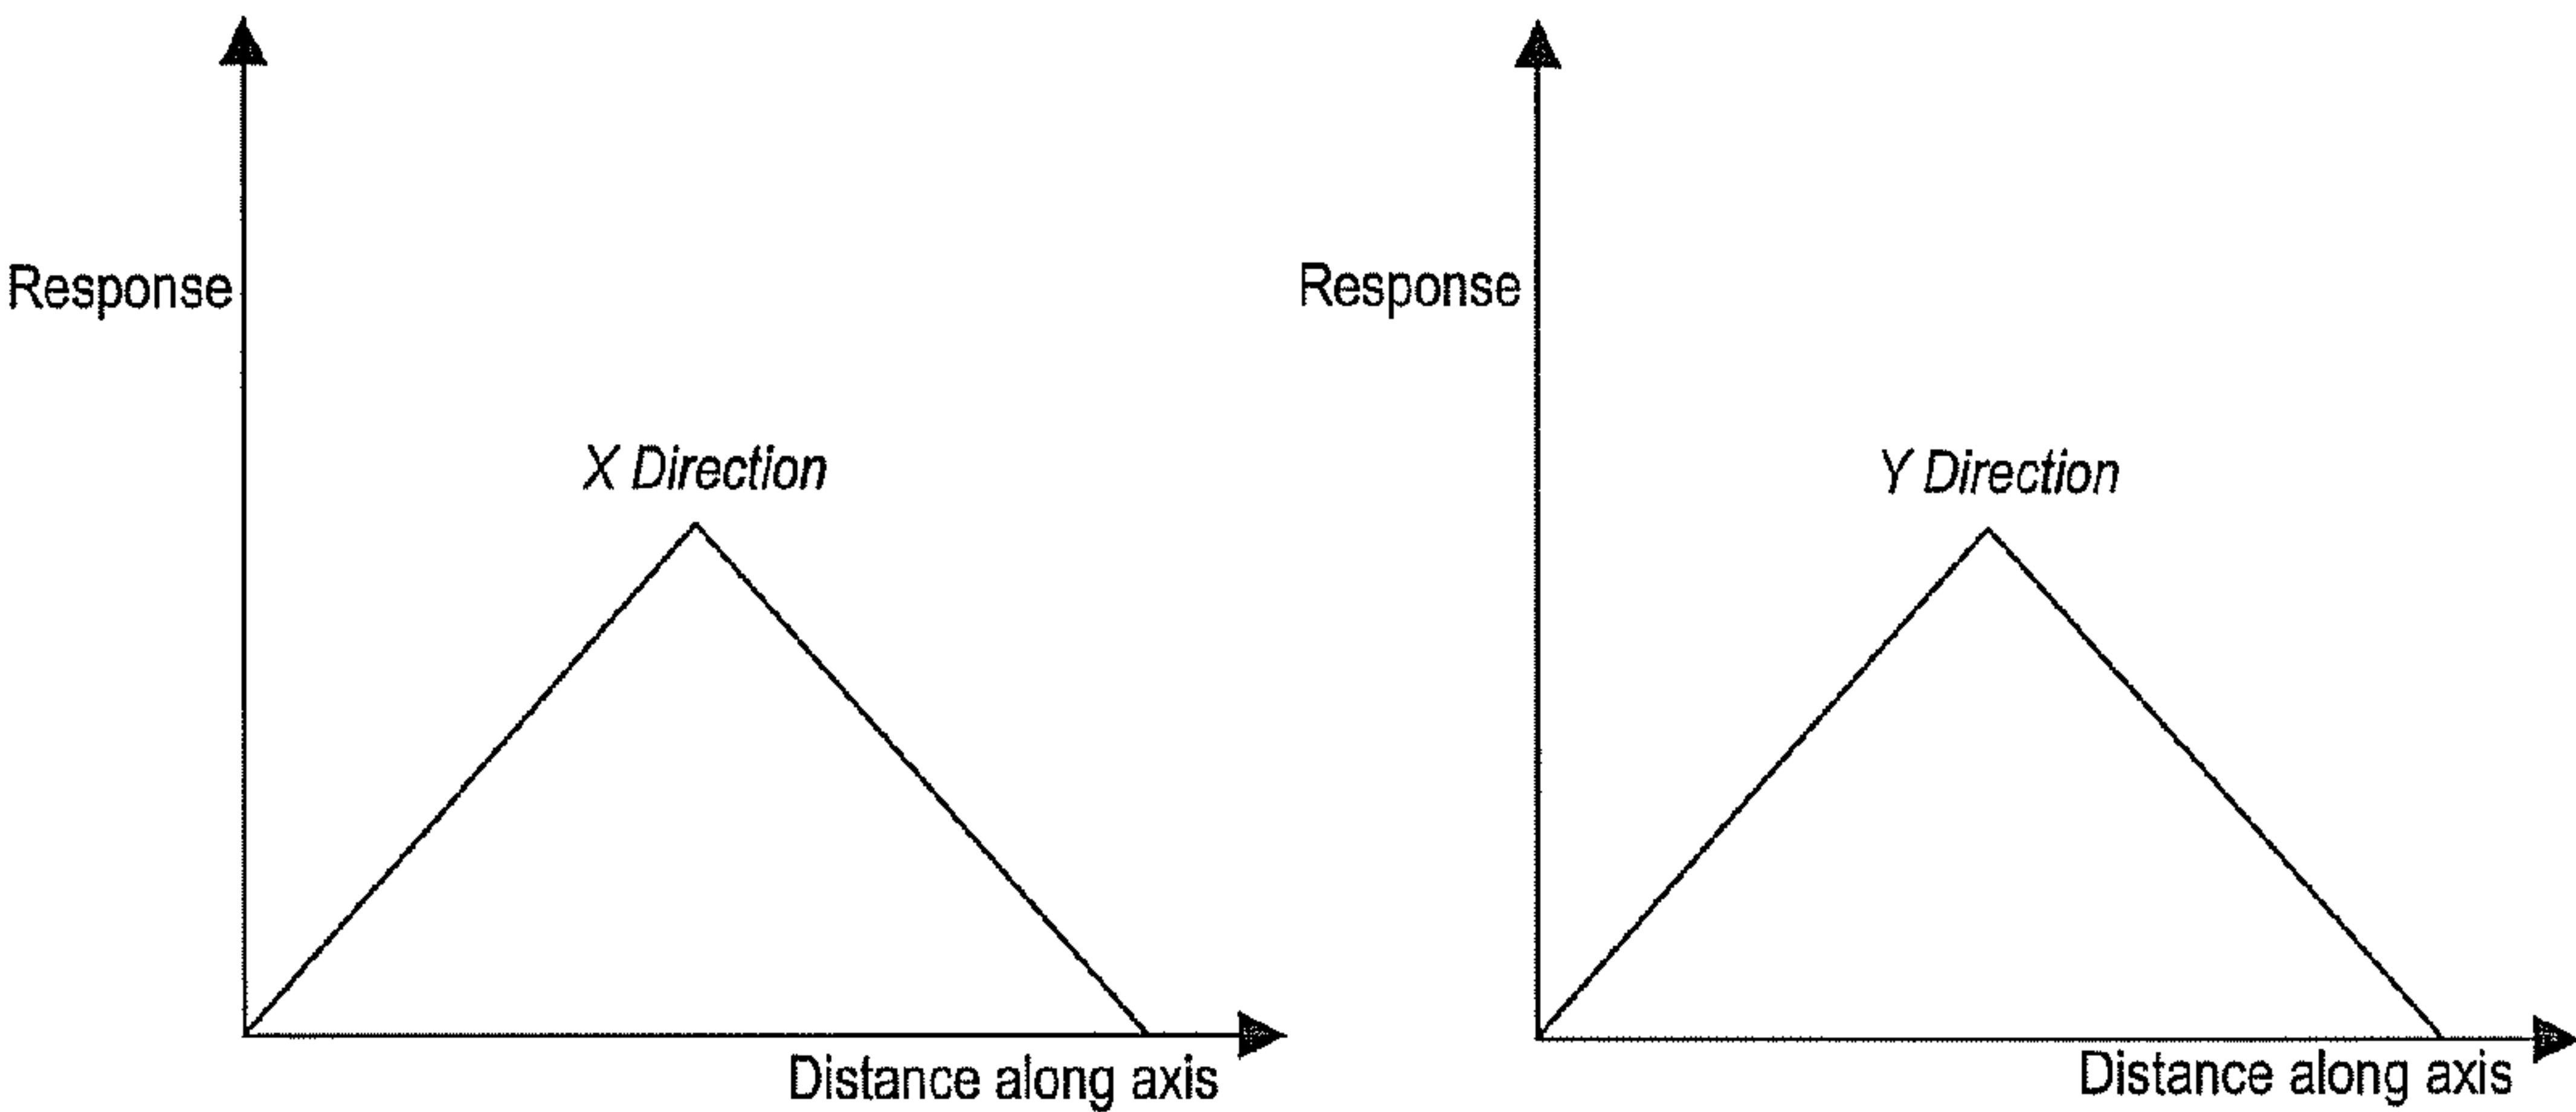 Response
X Direction
Distance along axis
Response
Y Direction
Distance along axis